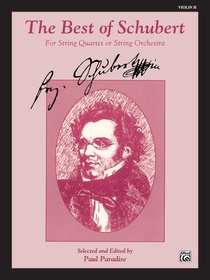 VIOLIN II
The Best of Schubert
For String Quartet or String Orchestra
Selected and Edited by
Paul Paradise